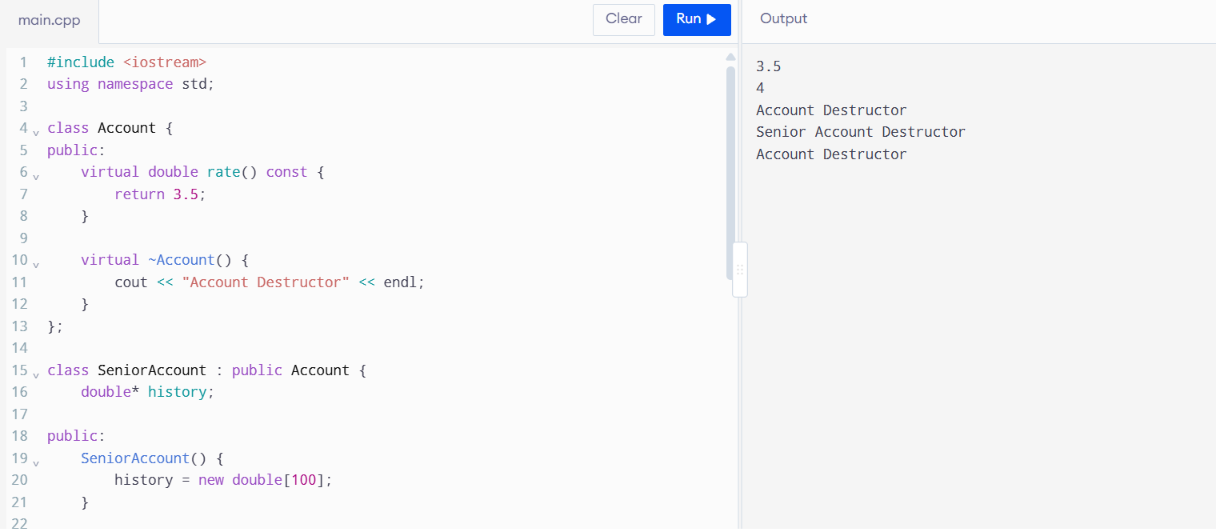 main.cpp
Clear
Run
Output
1 #include <iostream>
2 using namespace std;
3
4 class Account {
5 public:
6     virtual double rate() const {
7         return 3.5;
8     }
9
10     virtual ~Account() {
11         cout << "Account Destructor" << endl;
12     }
13 };
14
15 class SeniorAccount : public Account {
16     double* history;
17
18 public:
19     SeniorAccount() {
20         history = new double[100];
21     }
22
3.5
4
Account Destructor
Senior Account Destructor
Account Destructor